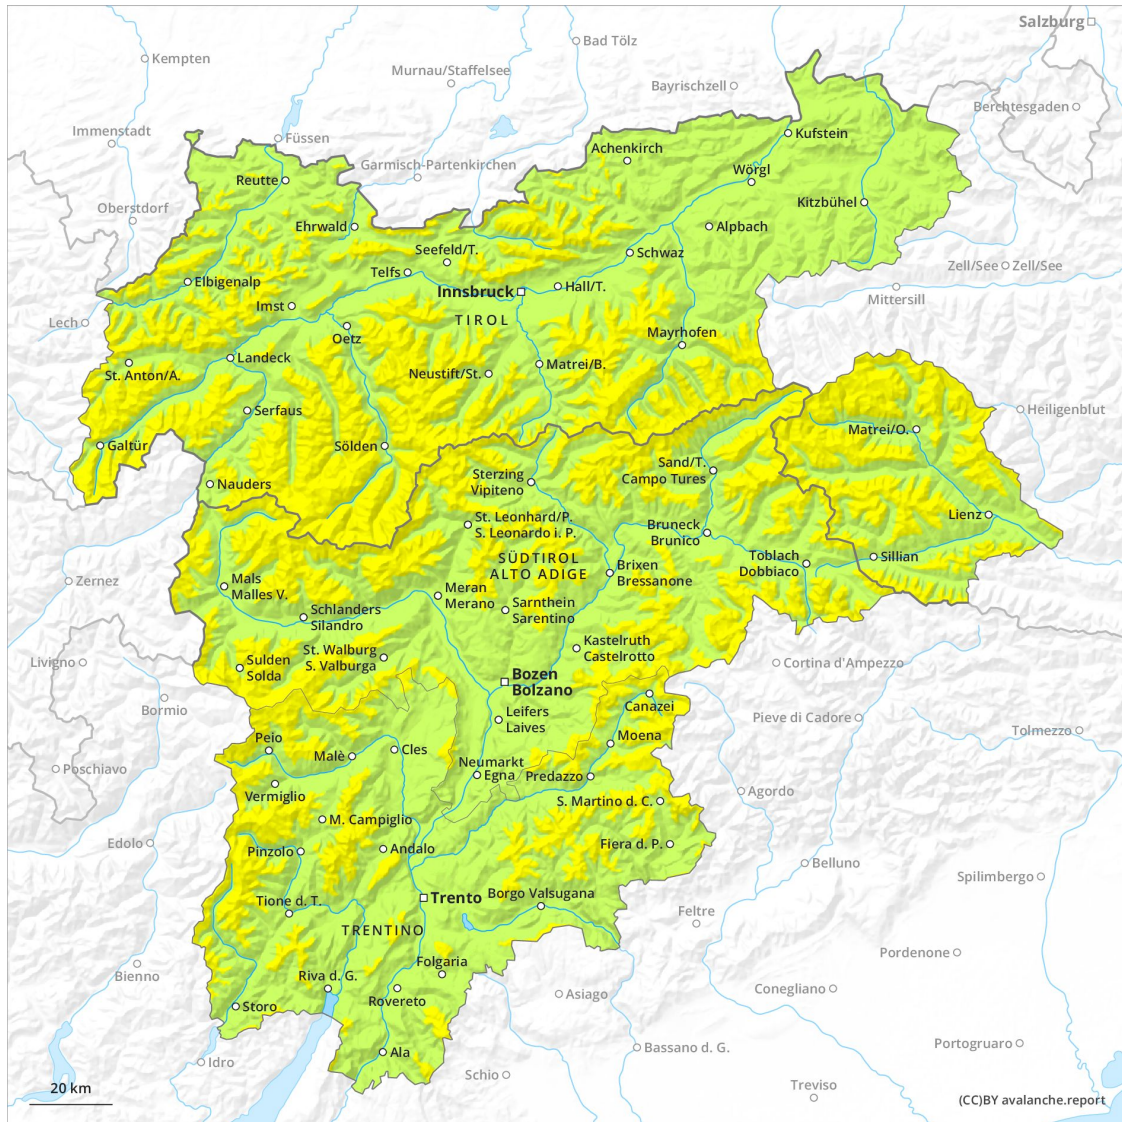 Salzburg
Bad Tölz
Kempten
Murnau/Staffelsee
Bayrischzell
Berchtesgaden
Immenstadt
Füssen
Kufstein
Achenkirch
Garmisch-Partenkirchen
Wörgl
Reutte
Oberstdorf
Kitzbühel
Ehrwald
Alpbach
Seefeld/T.
Schwaz
Telfs
Zell/See
Zell/See
Elbigenalp
Hall/T.
Innsbruck
Mittersill
Imst
TIROL
Lech
Oetz
Mayrhofen
Landeck
Matrei/B.
St. Anton/A.
Neustift/St.
Serfaus
Heiligenblut
Matrei/O.
Galtür
Sölden
Sand/T.
Campo Tures
Sterzing
Vipiteno
Nauders
St. Leonhard/P.
S. Leonardo i. P.
Lienz
Bruneck
Brunico
SÜDTIROL
ALTO ADIGE
Toblach
Dobbiaco
Sillian
Brixen
Bressanone
Zernez
Mals
Malles V.
Meran
Merano
Sarnthein
Sarentino
Schlanders
Silandro
Kastelruth
Castelrotto
St. Walburg
S. Valburga
Livigno
Sulden
Solda
Cortina d'Ampezzo
Bozen
Bolzano
Bormio
Canazei
Leifers
Laives
Pieve di Cadore
Tolmezzo
Peio
Moena
Cles
Malè
Neumarkt
Egna
Poschiavo
Predazzo
Vermiglio
Agordo
S. Martino d. C.
M. Campiglio
Edolo
Fiera d. P.
Pinzolo
Andalo
Belluno
Spilimbergo
Borgo Valsugana
Trento
Tione d. T.
Feltre
TRENTINO
Pordenone
Folgaria
Bienno
Riva d. G.
Conegliano
Asiago
Rovereto
Storo
Portogruaro
Bassano d. G.
Ala
Idro
Schio
Treviso
20 km
(CC)BY avalanche.report